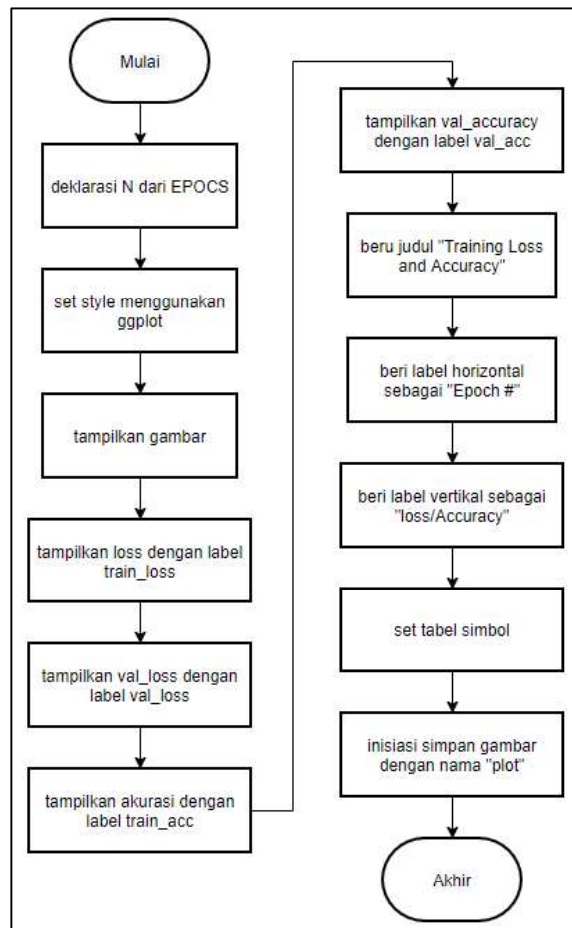 Mulai
deklarasi N dari EPOCS
set style menggunakan
ggplot
tampilkan gambar
tampilkan loss dengan label
train_loss
tampilkan val_loss dengan
label val_loss
tampilkan akurasi dengan
label train_acc
tampilkan val_accuracy
dengan label val_acc
beru judul "Training Loss
and Accuracy"
beri label horizontal
sebagai "Epoch #"
beri label vertikal sebagai
"loss/Accuracy"
set tabel simbol
inisiasi simpan gambar
dengan nama "plot"
Akhir